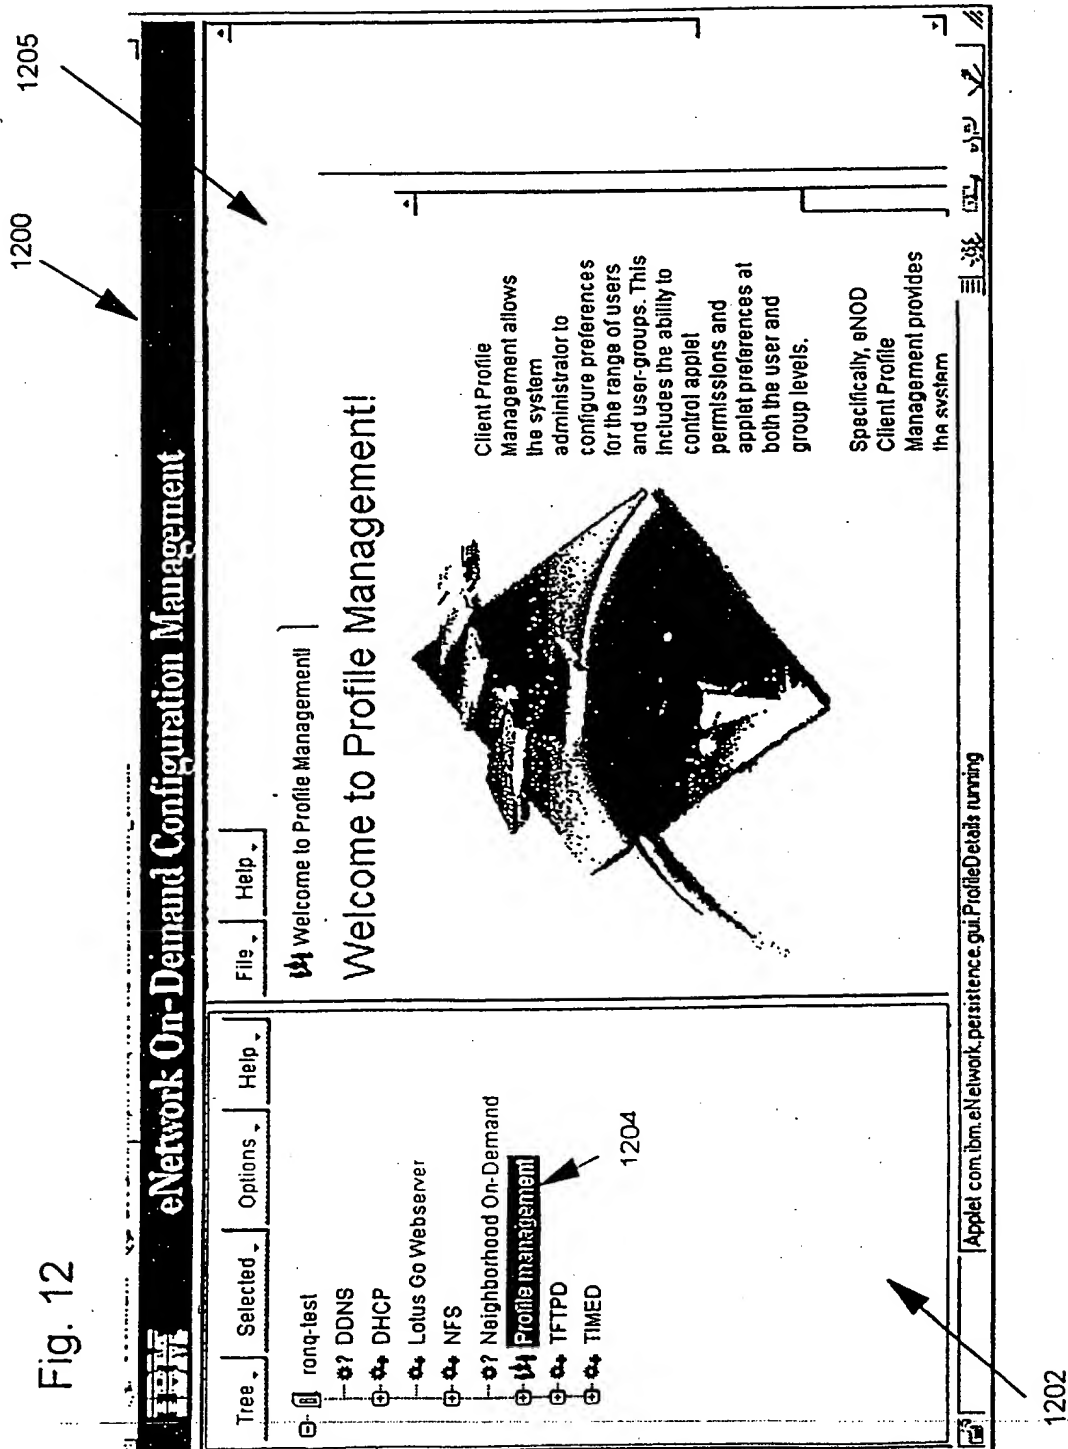 Fig. 12
1200
1205
IBM
eNetwork On-Demand Configuration Management
Tree
Selected
Options
Help
ronq-test
? DDNS
DHCP
Lotus Go Webserver
NFS
? Neighborhood On-Demand
Profile management
TFTPD
TIMED
1204
1202
File
Help
Welcome to Profile Management!
Welcome to Profile Management!
Client Profile
Management allows
the system
administrator to
configure preferences
for the range of users
and user-groups. This
includes the ability to
control applet
permissions and
applet preferences at
both the user and
group levels.
Specifically, eNOD
Client Profile
Management provides
the system
Applet com.ibm.eNetwork.persistence.gui.ProfileDetails running